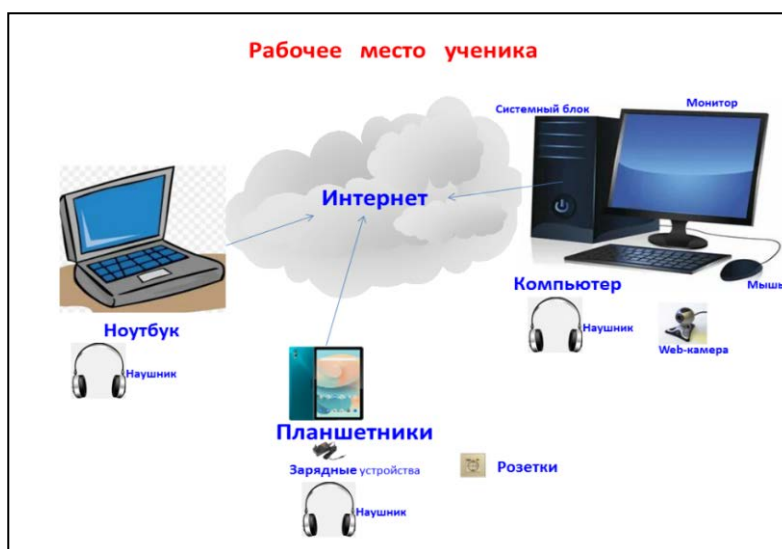 Рабочее место ученика
Системный блок
Монитор
Интернет
Ноутбук
Наушник
Компьютер
Мышь
Наушник
Web-камера
Планшетники
Зарядные устройства
Розетки
Наушник